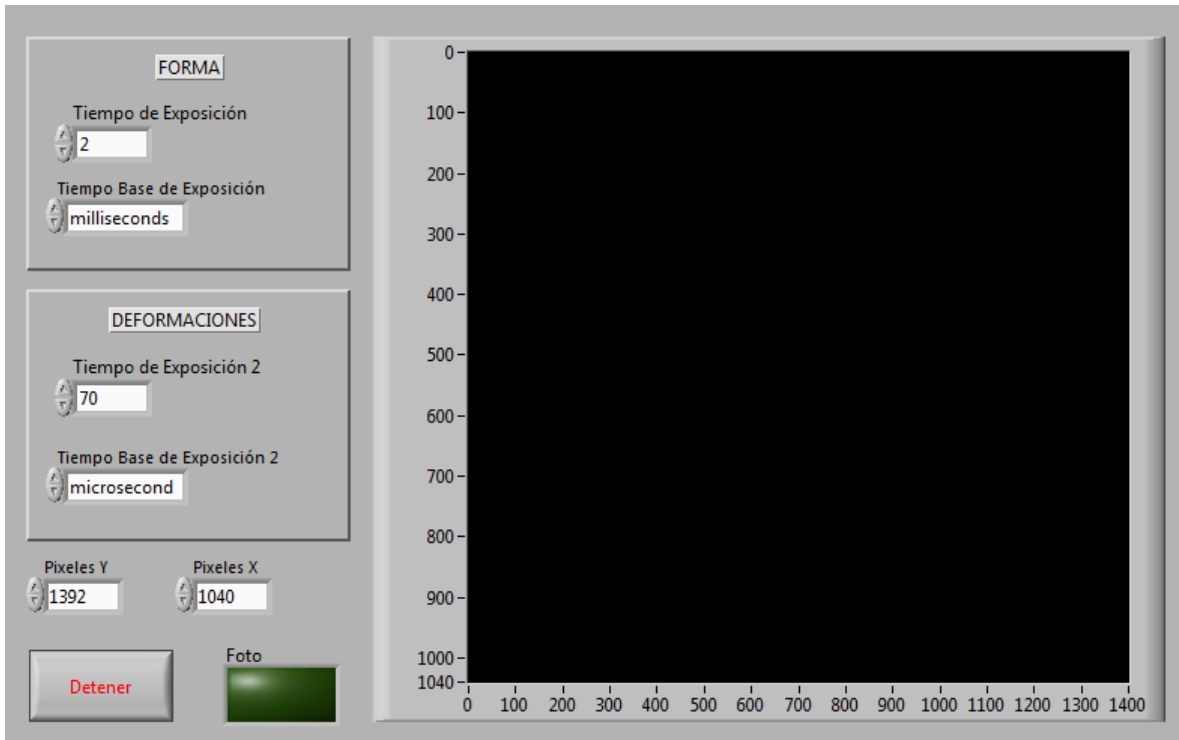 FORMA
Tiempo de Exposición
2
Tiempo Base de Exposición
milliseconds
DEFORMACIONES
Tiempo de Exposición 2
70
Tiempo Base de Exposición 2
microsecond
Pixeles Y
Pixeles X
1392
1040
Detener
Foto
0
100
200
300
400
500
600
700
800
900
1000
1040
0 100 200 300 400 500 600 700 800 900 1000 1100 1200 1300 1400